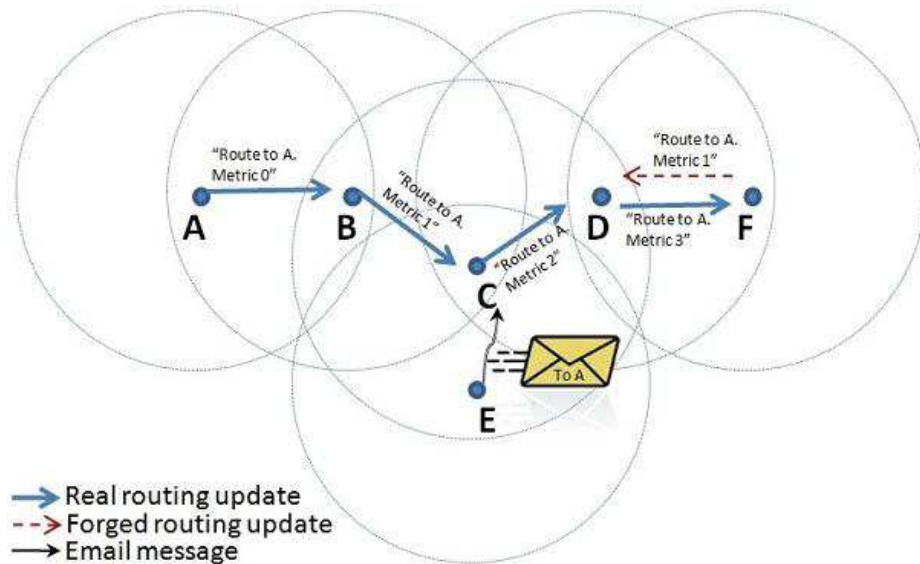 “Route to A.
Metric 0”
“Route to A.
Metric 1”
“Route to A.
Metric 2”
“Route to A.
Metric 1”
“Route to A.
Metric 3”
A
B
C
D
F
E
To A
Real routing update
Forged routing update
Email message